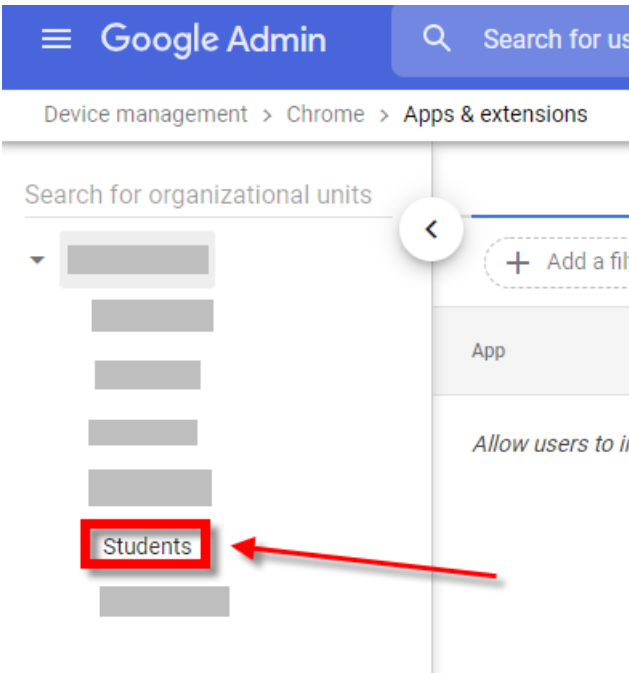 Google Admin
Search for us
Device management > Chrome > Apps & extensions
Search for organizational units
+ Add a fil
App
Allow users to i
Students